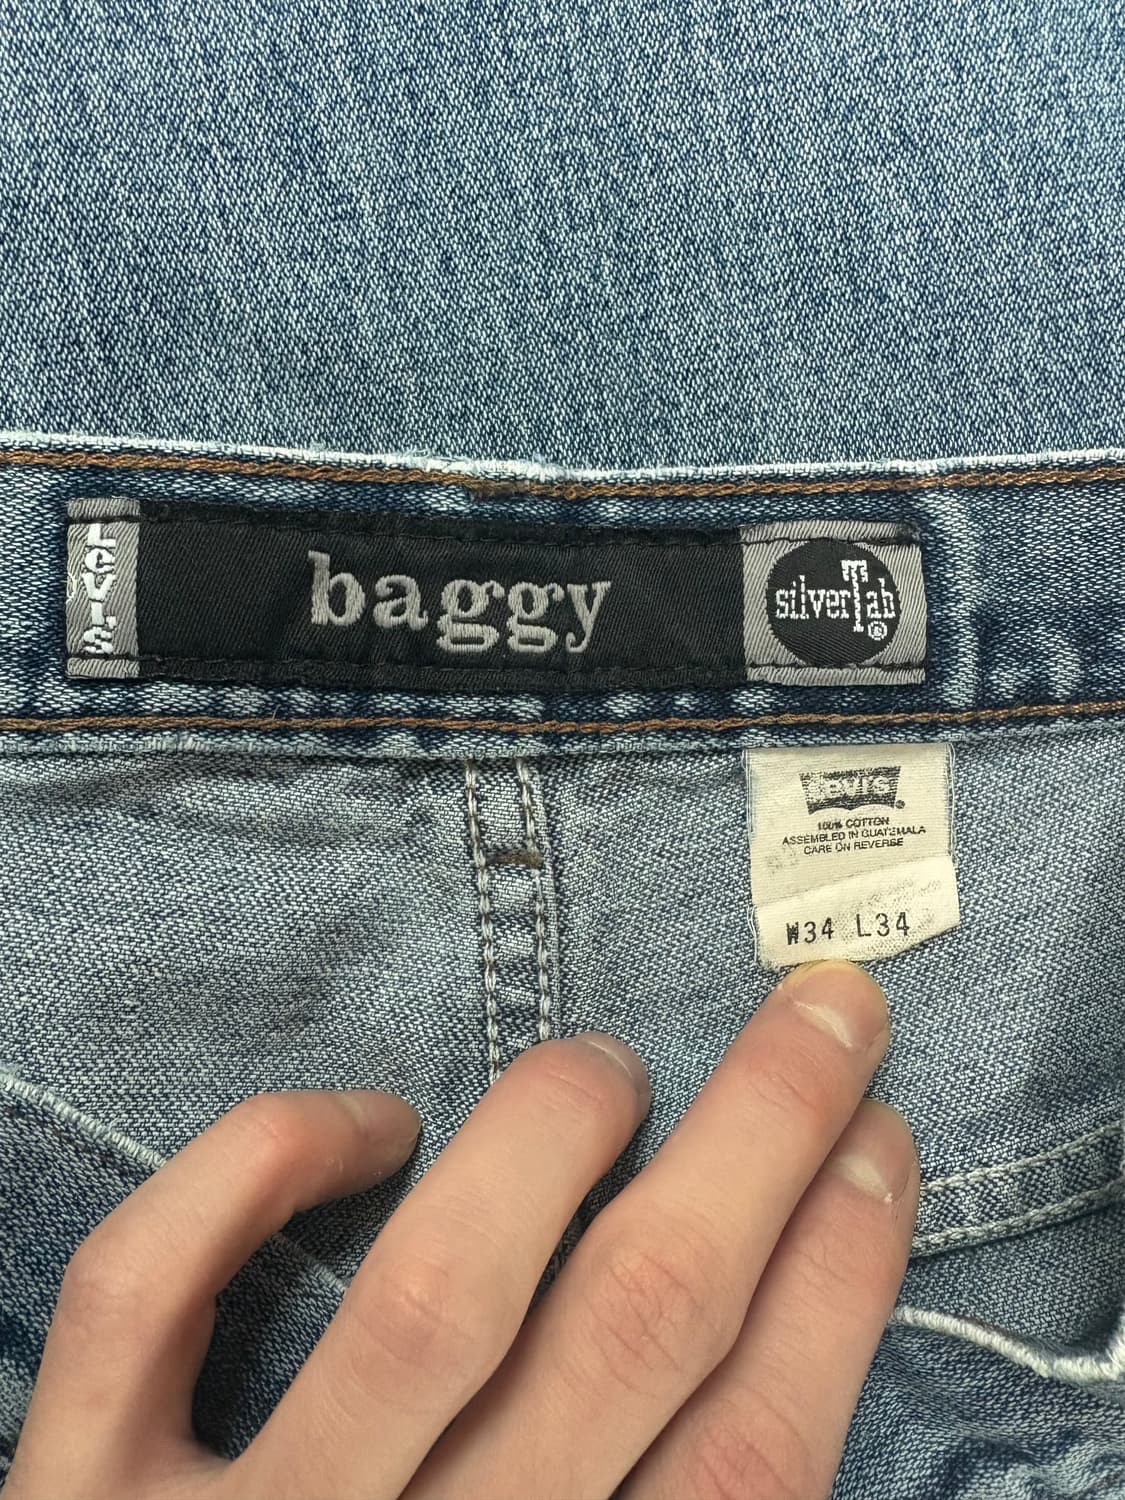 Levi's
baggy
silverTab®
Levi's
100% COTTON
ASSEMBLED IN GUATEMALA
CARE ON REVERSE
W34 L34